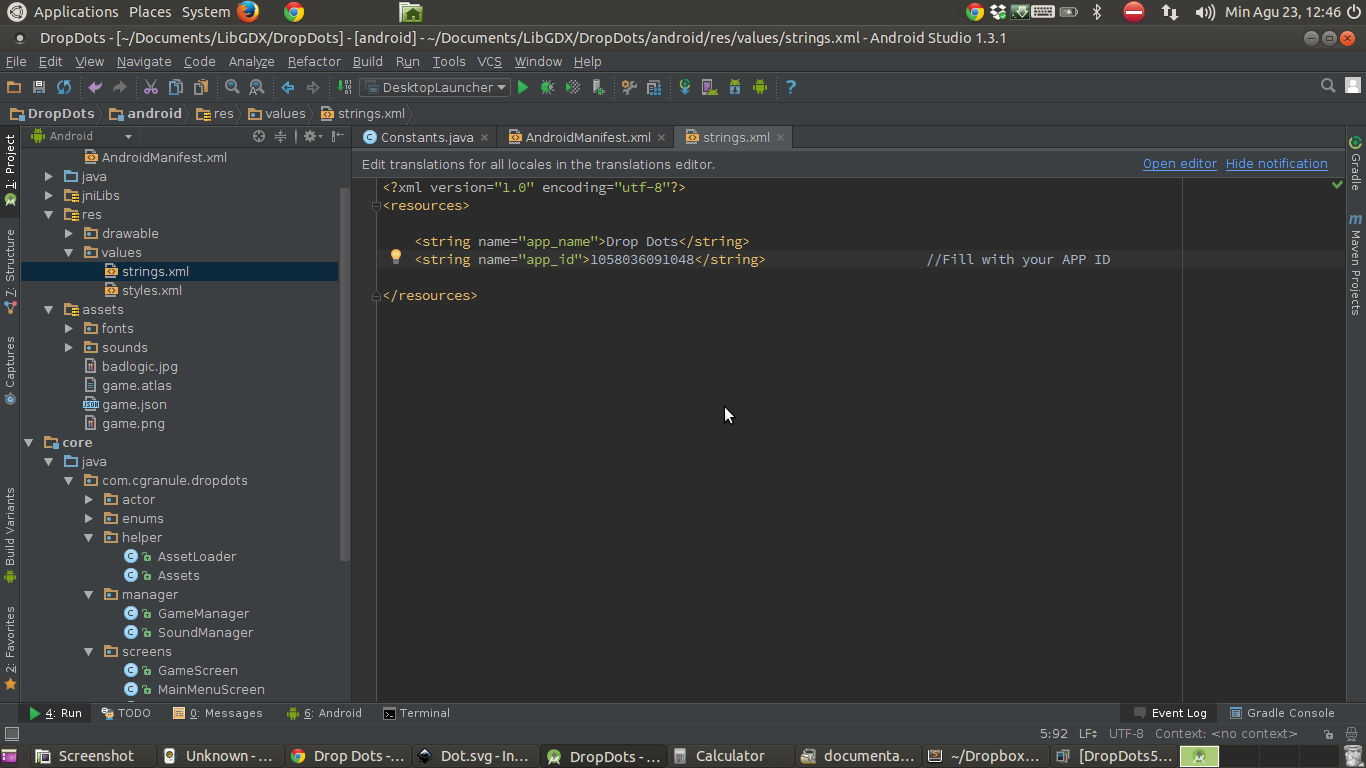 Applications Places System Min Agu 23, 12:46
DropDots - [~/Documents/LibGDX/DropDots] - [android] - ~/Documents/LibGDX/DropDots/android/res/values/strings.xml - Android Studio 1.3.1
File Edit View Navigate Code Analyze Refactor Build Run Tools VCS Window Help
DesktopLauncher
DropDots android res values strings.xml
1: Project
Z: Structure
Captures
Build Variants
2: Favorites
Android
AndroidManifest.xml
java
jniLibs
res
drawable
values
strings.xml
styles.xml
assets
fonts
sounds
badlogic.jpg
game.atlas
JSON game.json
game.png
core
java
com.cgranule.dropdots
actor
enums
helper
AssetLoader
Assets
manager
GameManager
SoundManager
screens
GameScreen
MainMenuScreen
Constants.java AndroidManifest.xml strings.xml
Edit translations for all locales in the translations editor. Open editor Hide notification
<?xml version="1.0" encoding="utf-8"?>
<resources>
<string name="app_name">Drop Dots</string>
<string name="app_id">1058036091048</string> //Fill with your APP ID
</resources>
Gradle
m Maven Projects
4: Run TODO 0: Messages 6: Android Terminal Event Log Gradle Console
5:92 LF UTF-8 Context: <no context>
Screenshot Unknown - ... Drop Dots -... Dot.svg - In... DropDots - ... Calculator documenta... ~/Dropbox... [DropDots5...